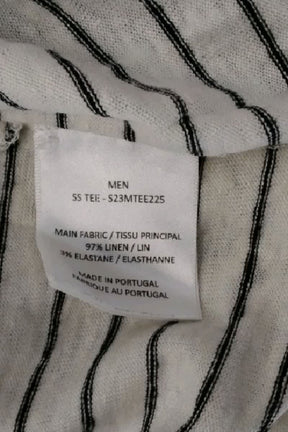 MEN
SS TEE - S23MTEE225
MAIN FABRIC / TISSU PRINCIPAL
97% LINEN / LIN
3% ELASTANE / ELASTHANNE
MADE IN PORTUGAL
FABRIQUE AU PORTUGAL